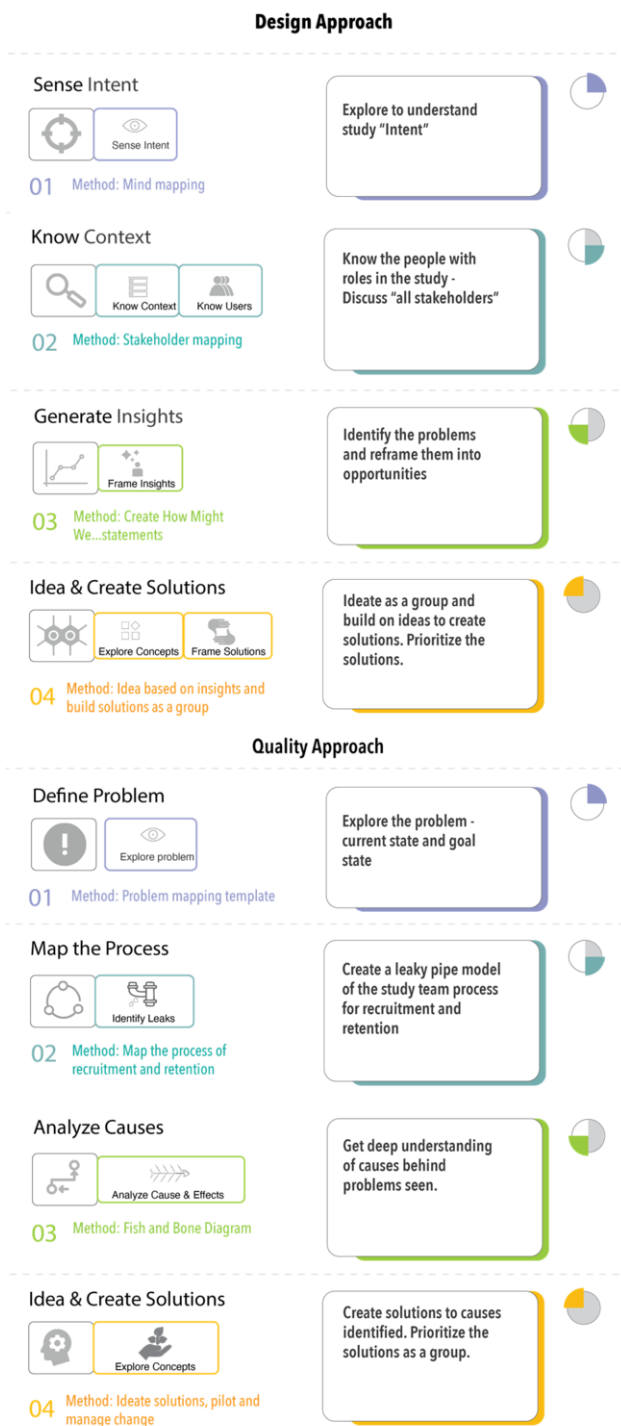 Design Approach
Sense Intent
Sense Intent
01 Method: Mind mapping
Explore to understand
study "Intent"
Know Context
Know Context Know Users
02 Method: Stakeholder mapping
Know the people with
roles in the study -
Discuss "all stakeholders"
Generate Insights
Frame Insights
03 Method: Create How Might
We...statements
Identify the problems
and reframe them into
opportunities
Idea & Create Solutions
Explore Concepts Frame Solutions
04 Method: Idea based on insights and
build solutions as a group
Ideate as a group and
build on ideas to create
solutions. Prioritize the
solutions.
Quality Approach
Define Problem
Explore problem
01 Method: Problem mapping template
Explore the problem -
current state and goal
state
Map the Process
Identify Leaks
02 Method: Map the process of
recruitment and retention
Create a leaky pipe model
of the study team process
for recruitment and
retention
Analyze Causes
Analyze Cause & Effects
03 Method: Fish and Bone Diagram
Get deep understanding
of causes behind
problems seen.
Idea & Create Solutions
Explore Concepts
04 Method: Ideate solutions, pilot and
manage change
Create solutions to causes
identified. Prioritize the
solutions as a group.